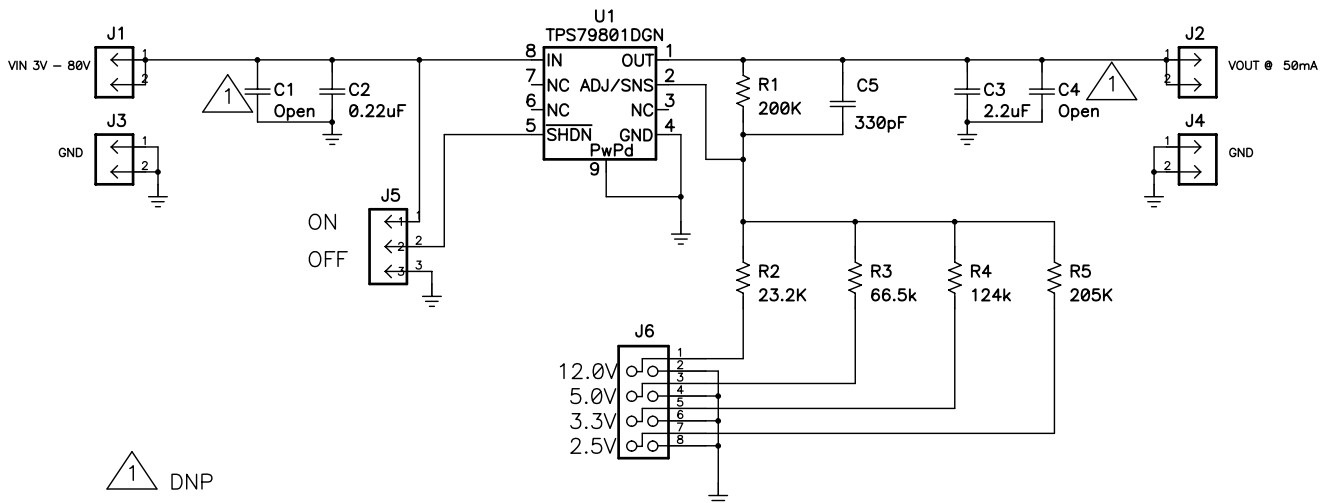 U1
TPS79801DGN
J1
VIN 3V - 80V
1
2
8 IN
OUT 1
7 NC
ADJ/SNS 2
6 NC
NC 3
5 SHDN
GND 4
PwPd
9
1
C1
Open
C2
0.22uF
J3
GND
1
2
R1
200K
C5
330pF
C3
2.2uF
C4
Open
1
J2
1
2
VOUT @ 50mA
J4
1
2
GND
J5
ON
OFF
1 1
2 2
3 3
R2
23.2K
R3
66.5k
R4
124k
R5
205K
J6
12.0V
5.0V
3.3V
2.5V
1
2
3
4
5
6
7
8
1 DNP